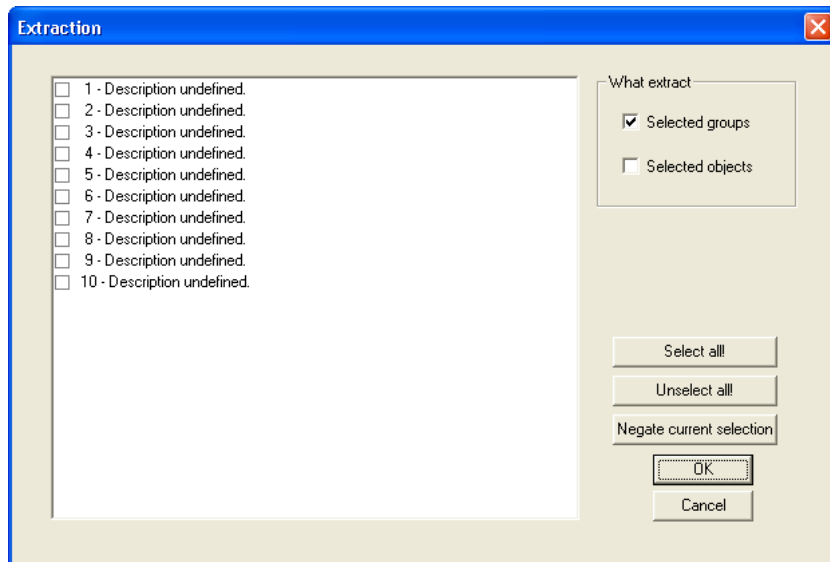 Extraction
1 - Description undefined.
2 - Description undefined.
3 - Description undefined.
4 - Description undefined.
5 - Description undefined.
6 - Description undefined.
7 - Description undefined.
8 - Description undefined.
9 - Description undefined.
10 - Description undefined.
What extract
Selected groups
Selected objects
Select all!
Unselect all!
Negate current selection
OK
Cancel